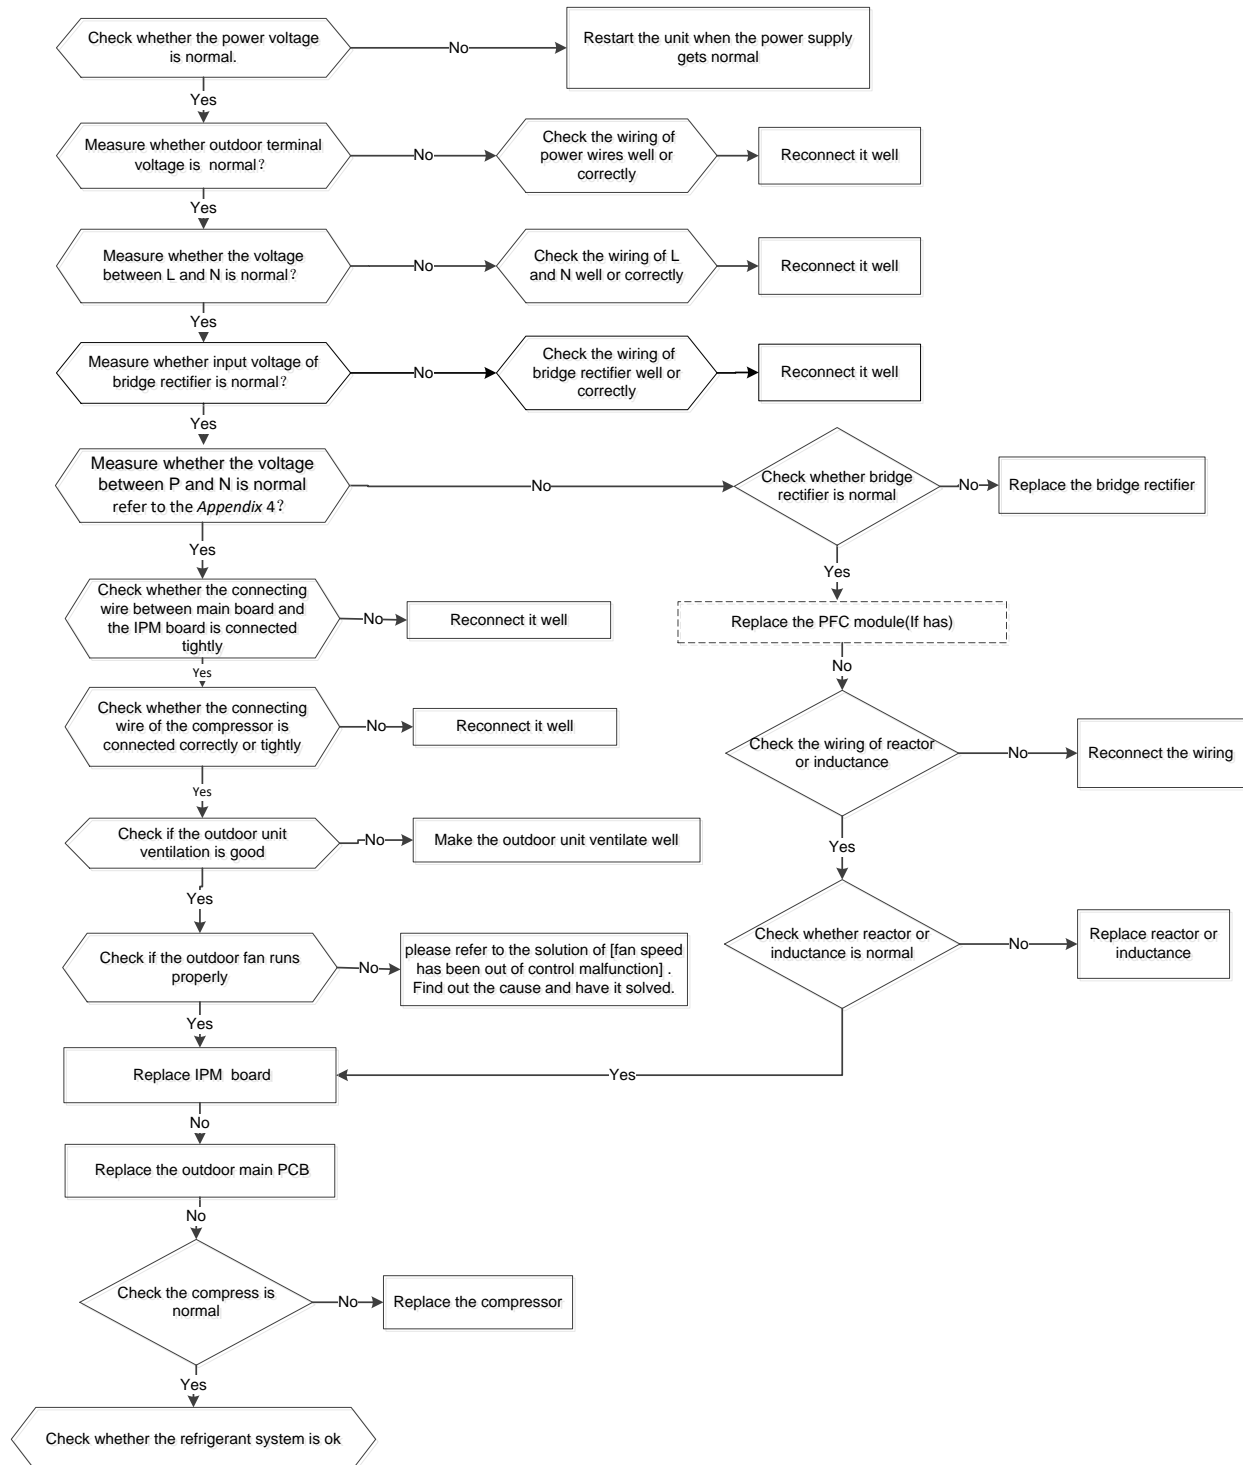 Check whether the power voltage
is normal.
No
Restart the unit when the power supply
gets normal
Yes
Measure whether outdoor terminal
voltage is normal?
No
Check the wiring of
power wires well or
correctly
Reconnect it well
Yes
Measure whether the voltage
between L and N is normal?
No
Check the wiring of L
and N well or correctly
Reconnect it well
Yes
Measure whether input voltage of
bridge rectifier is normal?
No
Check the wiring of
bridge rectifier well or
correctly
Reconnect it well
Yes
Measure whether the voltage
between P and N is normal
refer to the Appendix 4?
No
Check whether bridge
rectifier is normal
No
Replace the bridge rectifier
Yes
Yes
Check whether the connecting
wire between main board and
the IPM board is connected
tightly
No
Reconnect it well
Replace the PFC module(If has)
No
Yes
Check whether the connecting
wire of the compressor is
connected correctly or tightly
No
Reconnect it well
Check the wiring of reactor
or inductance
No
Reconnect the wiring
Yes
Check if the outdoor unit
ventilation is good
No
Make the outdoor unit ventilate well
Yes
Yes
Check if the outdoor fan runs
properly
No
please refer to the solution of [fan speed
has been out of control malfunction] .
Find out the cause and have it solved.
Check whether reactor or
inductance is normal
No
Replace reactor or
inductance
Yes
Replace IPM board
Yes
No
Replace the outdoor main PCB
No
Check the compress is
normal
No
Replace the compressor
Yes
Check whether the refrigerant system is ok